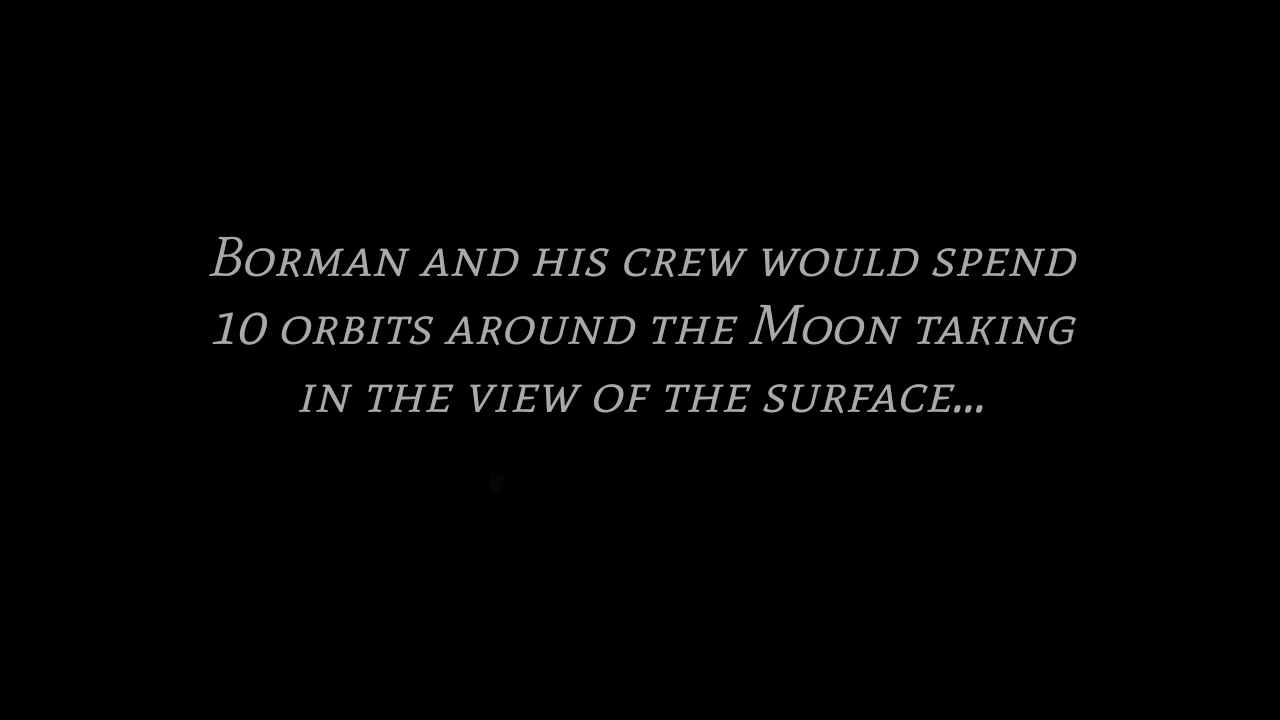 Borman and his crew would spend
10 orbits around the Moon taking
in the view of the surface...